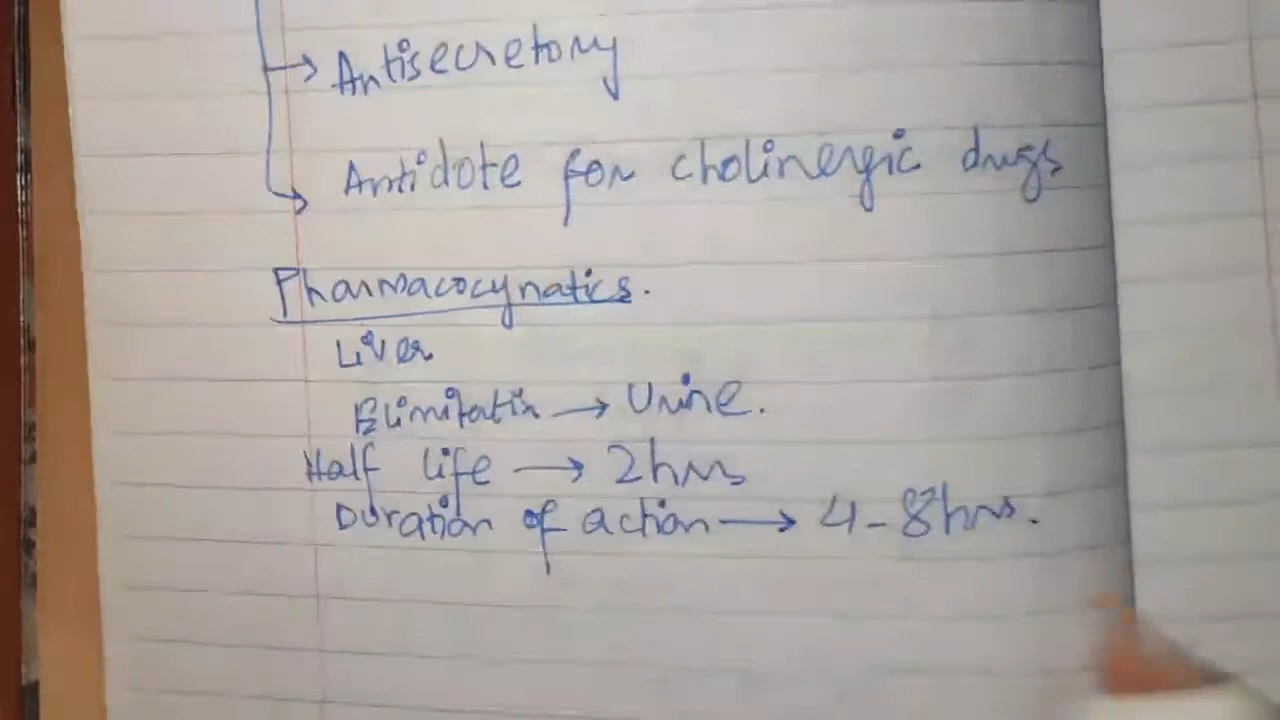 Antisecretory
Antidote for cholinergic drugs
Pharmacocynatics.
Liver
Elimination → Urine.
Half life → 2hrs
Duration of action → 4-8hrs.